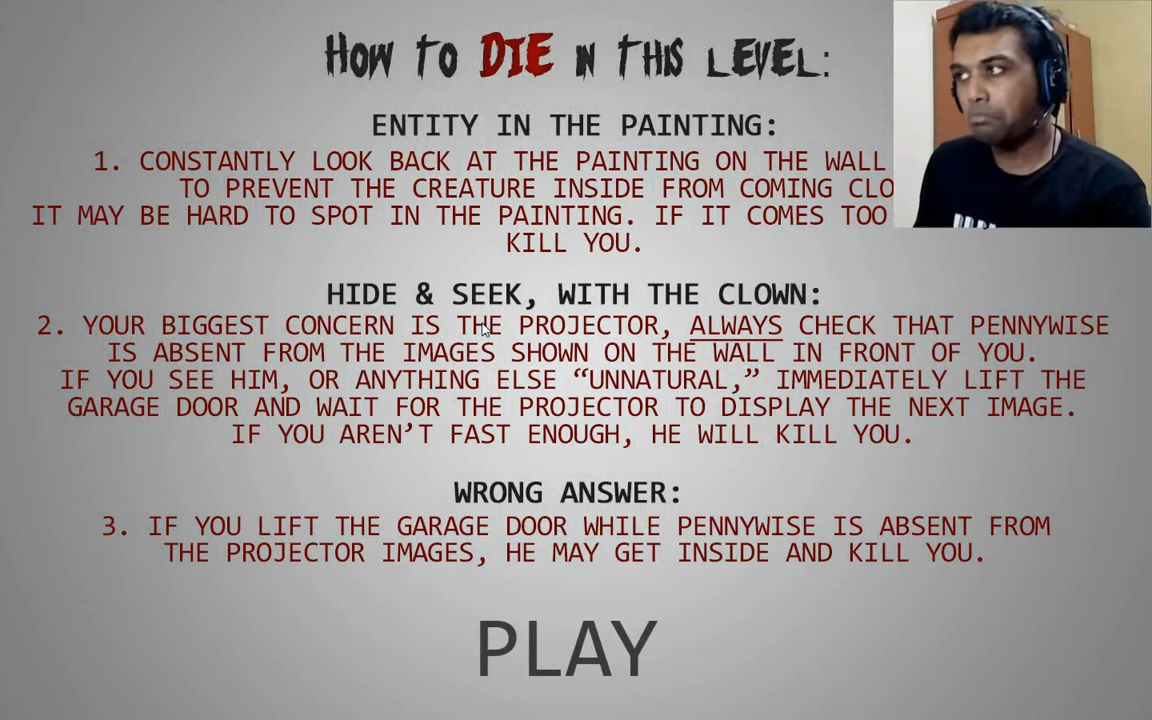 HOW TO DIE IN THIS LEVEL:
ENTITY IN THE PAINTING:
1. CONSTANTLY LOOK BACK AT THE PAINTING ON THE WALL
TO PREVENT THE CREATURE INSIDE FROM COMING
IT MAY BE HARD TO SPOT IN THE PAINTING. IF IT COMES TOO
KILL YOU.
HIDE & SEEK, WITH THE CLOWN:
2. YOUR BIGGEST CONCERN IS THE PROJECTOR, ALWAYS CHECK THAT PENNYWISE
IS ABSENT FROM THE IMAGES SHOWN ON THE WALL IN FRONT OF YOU.
IF YOU SEE HIM, OR ANYTHING ELSE “UNNATURAL,” IMMEDIATELY LIFT THE
GARAGE DOOR AND WAIT FOR THE PROJECTOR TO DISPLAY THE NEXT IMAGE.
IF YOU AREN’T FAST ENOUGH, HE WILL KILL YOU.
WRONG ANSWER:
3. IF YOU LIFT THE GARAGE DOOR WHILE PENNYWISE IS ABSENT FROM
THE PROJECTOR IMAGES, HE MAY GET INSIDE AND KILL YOU.
PLAY